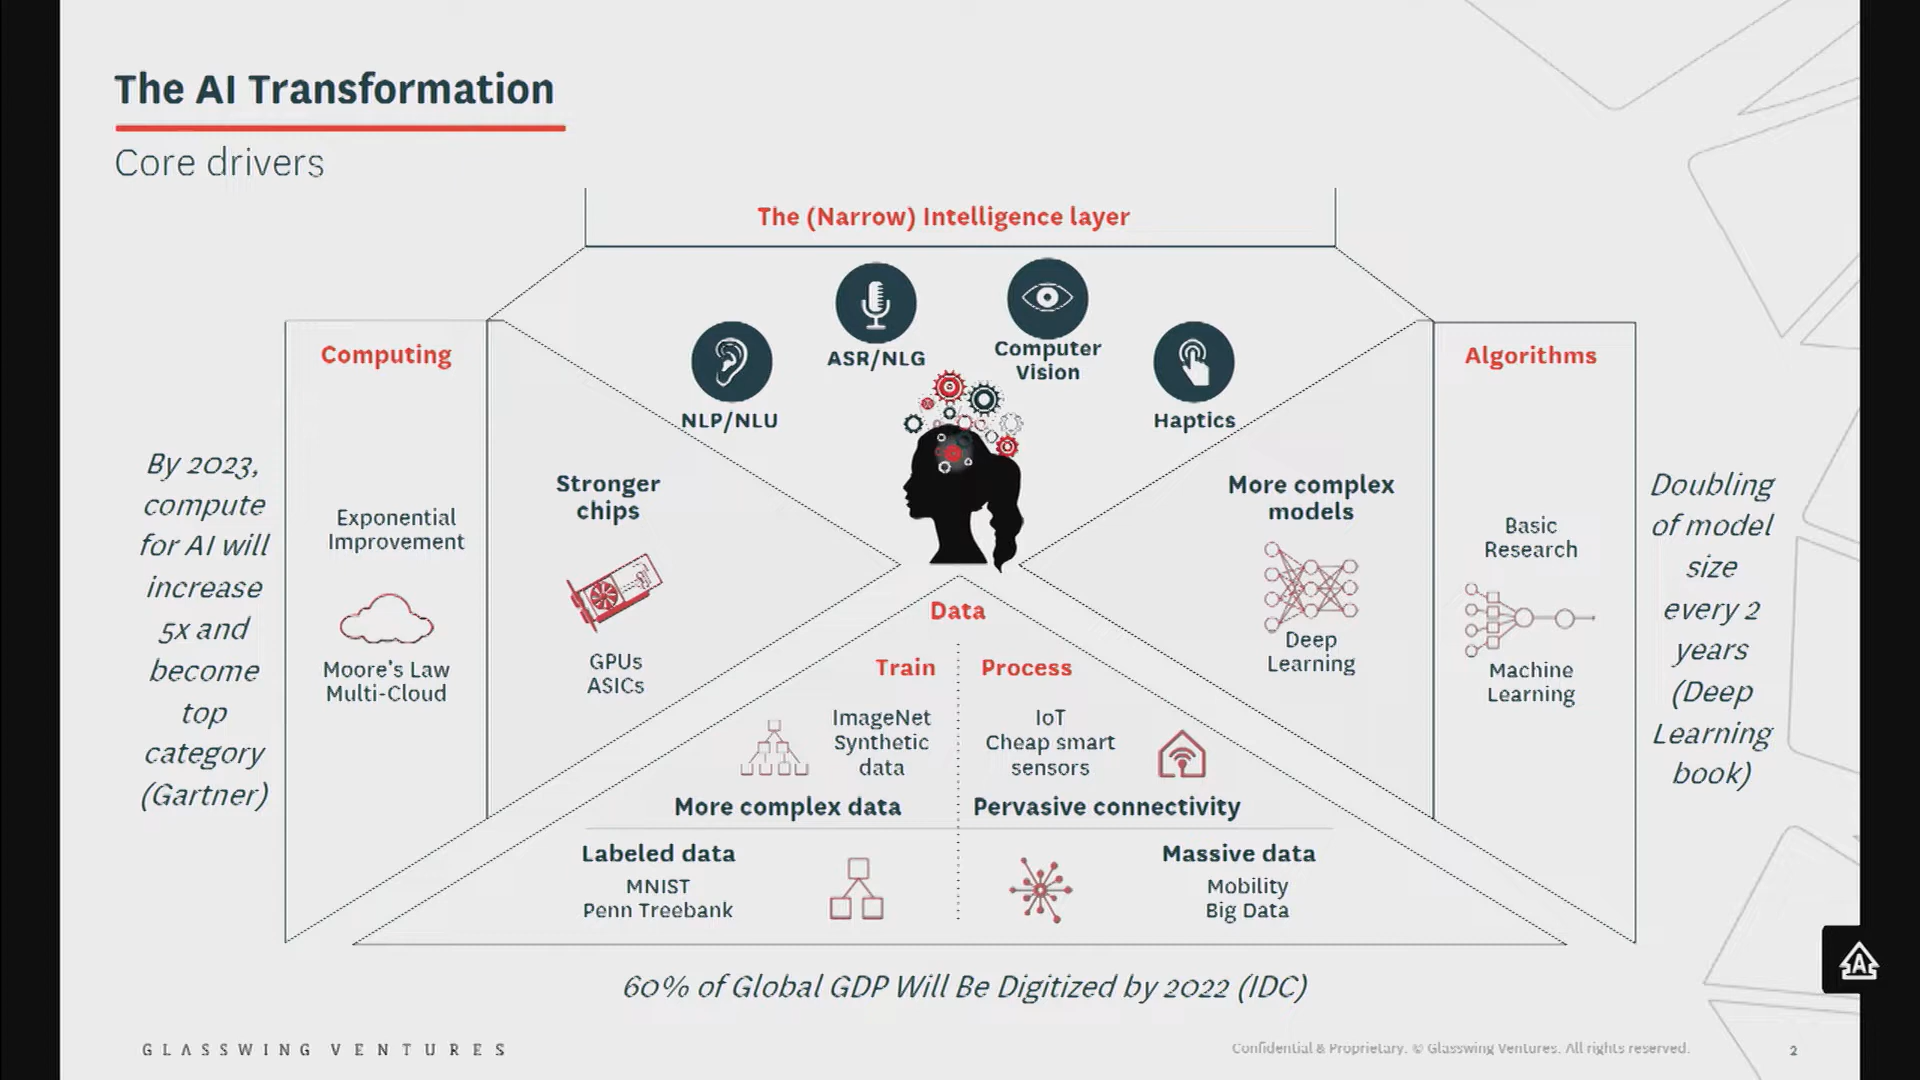 The AI Transformation
Core drivers
The (Narrow) Intelligence layer
NLP/NLU
ASR/NLG
Computer
Vision
Haptics
Computing
Exponential
Improvement
Moore's Law
Multi-Cloud
Stronger
chips
GPUs
ASICs
More complex
models
Deep
Learning
Algorithms
Basic
Research
Machine
Learning
By 2023,
compute
for AI will
increase
5x and
become
top
category
(Gartner)
Doubling
of model
size
every 2
years
(Deep
Learning
book)
Data
Train
Process
ImageNet
Synthetic
data
IoT
Cheap smart
sensors
More complex data
Pervasive connectivity
Labeled data
MNIST
Penn Treebank
Massive data
Mobility
Big Data
60% of Global GDP Will Be Digitized by 2022 (IDC)
GLASSWING VENTURES
Confidential & Proprietary. © Glasswing Ventures. All rights reserved.
2
A